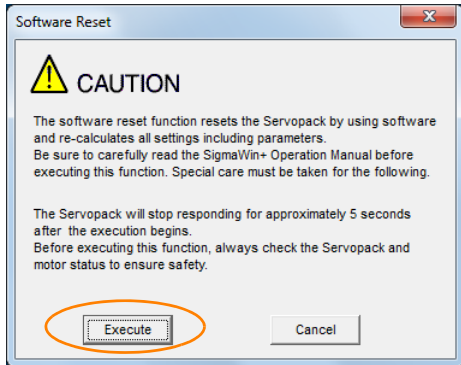 Software Reset
CAUTION
The software reset function resets the Servopack by using software
and re-calculates all settings including parameters.
Be sure to carefully read the SigmaWin+ Operation Manual before
executing this function. Special care must be taken for the following.
The Servopack will stop responding for approximately 5 seconds
after the execution begins.
Before executing this function, always check the Servopack and
motor status to ensure safety.
Execute Cancel